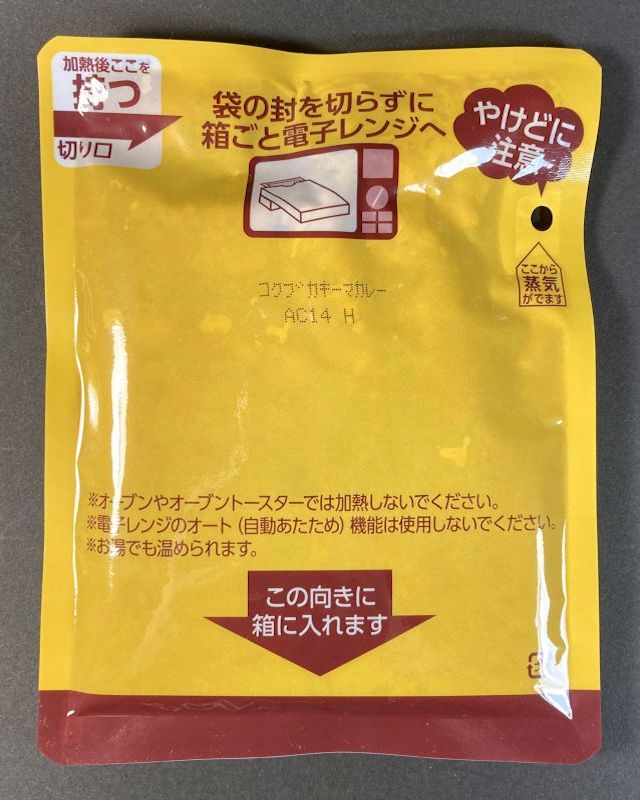 加熱後ここを
持つ
切り口
袋の封を切らずに
箱ごと電子レンジへ
やけどに
注意
ここから
蒸気
がでます
コクブカキーマカレー
AC14 H
※オーブンやオーブントースターでは加熱しないでください。
※電子レンジのオート（自動あたため）機能は使用しないでください。
※お湯でも温められます。
この向きに
箱に入れます